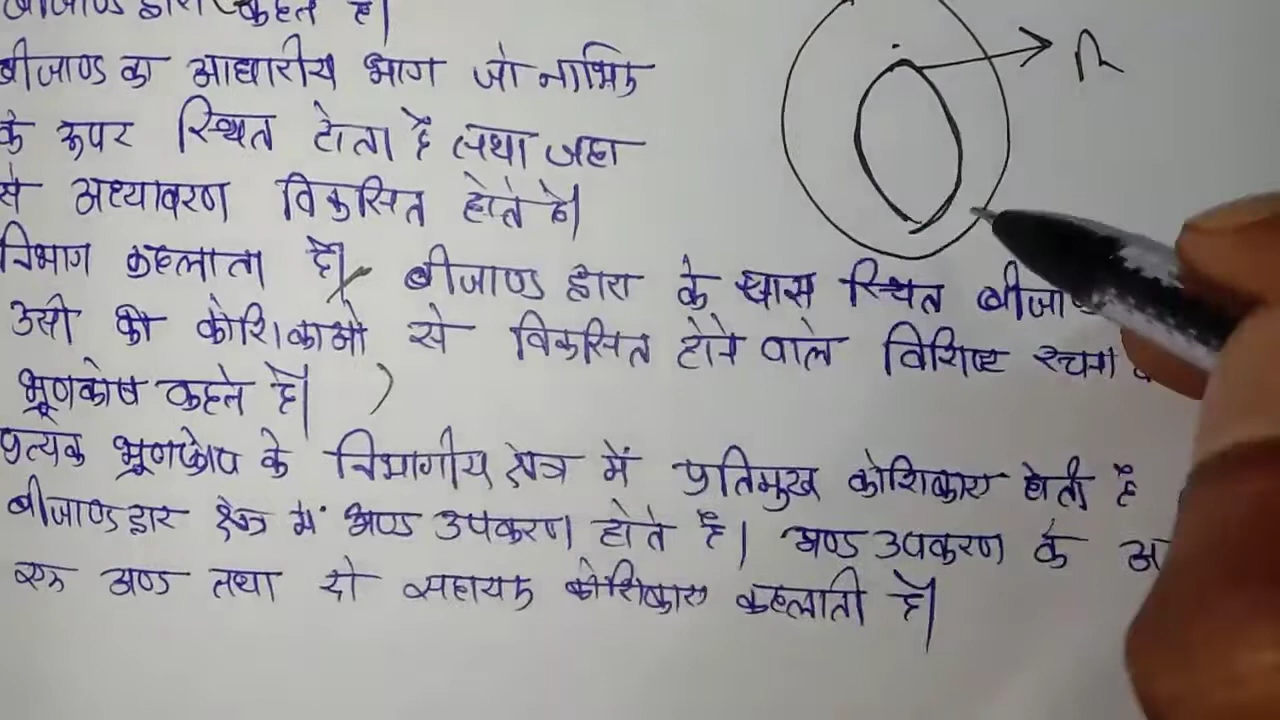 बीजाण्ड द्वारा कहते है।
बीजाण्ड का आधारीय भाग जो नाभिक
के ऊपर स्थित होता है तथा जहा
से अध्यावरण विकसित होते है।
निभाग कहलाता है। बीजाण्ड द्वारा के पास स्थित
उसी की कोशिकाओ से विकसित होने वाले विशिष्ट रचना
भ्रूणकोष कहते है।
प्रत्येक भ्रूणकोष के निभागीय क्षेत्र में प्रतिमुख कोशिकाए होती है
बीजाण्डद्वार क्षेत्र में अण्ड उपकरण होते है। अण्ड उपकरण के
एक अण्ड तथा दो सहायक कोशिकाए कहलाती है।
n